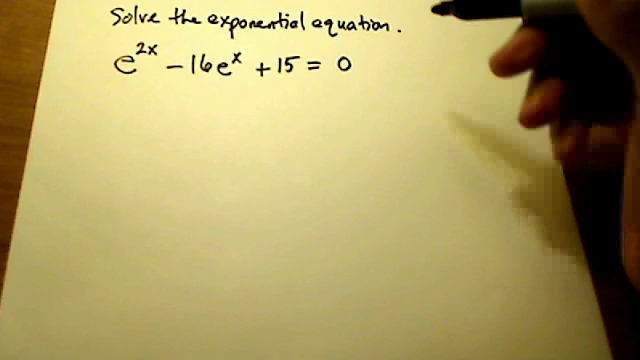 Solve the exponential equation.
e^{2x} - 16e^x + 15 = 0